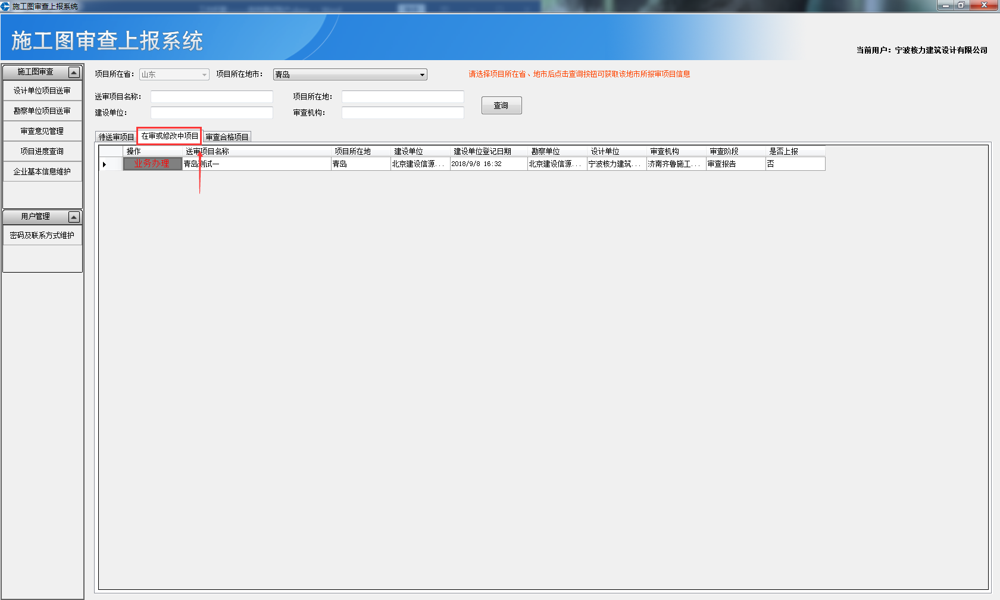 施工图审查上报系统
施工图审查上报系统
当前用户：宁波核力建筑设计有限公司
施工图审查
设计单位项目送审
勘察单位项目送审
审查意见管理
项目进度查询
企业基本信息维护
用户管理
密码及联系方式维护
项目所在省： 山东 项目所在地市： 青岛 请选择项目所在省、地市后点击查询按钮可获取该地市所报审项目信息
送审项目名称： 项目所在地：
建设单位： 审查机构：
查询
待送审项目 在审或修改中项目 审查合格项目
操作 送审项目名称 项目所在地 建设单位 建设单位登记日期 勘察单位 设计单位 审查机构 审查阶段 是否上报
业务办理 青岛测试一 青岛 北京建设信源... 2018/9/8 16:32 北京建设信源... 宁波核力建筑... 济南齐鲁施工... 审查报告 否